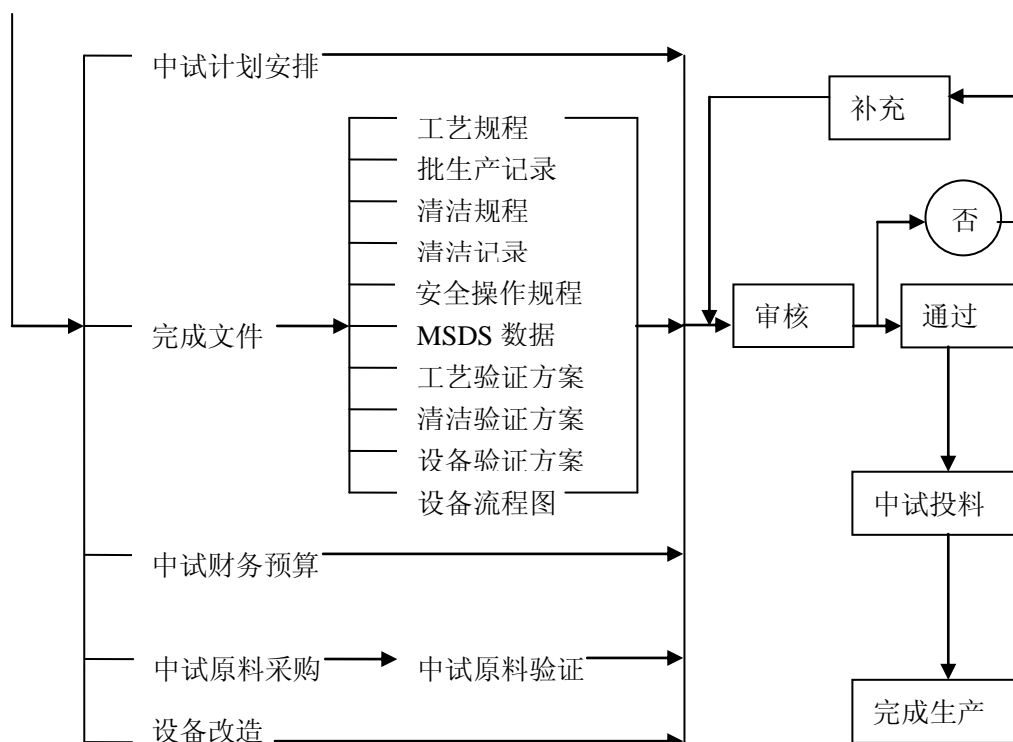 中试计划安排
补充
工艺规程
批生产记录
清洁规程
否
清洁记录
安全操作规程
审核
通过
完成文件
MSDS 数据
工艺验证方案
清洁验证方案
设备验证方案
设备流程图
中试投料
中试财务预算
中试原料采购
中试原料验证
完成生产
设备改造